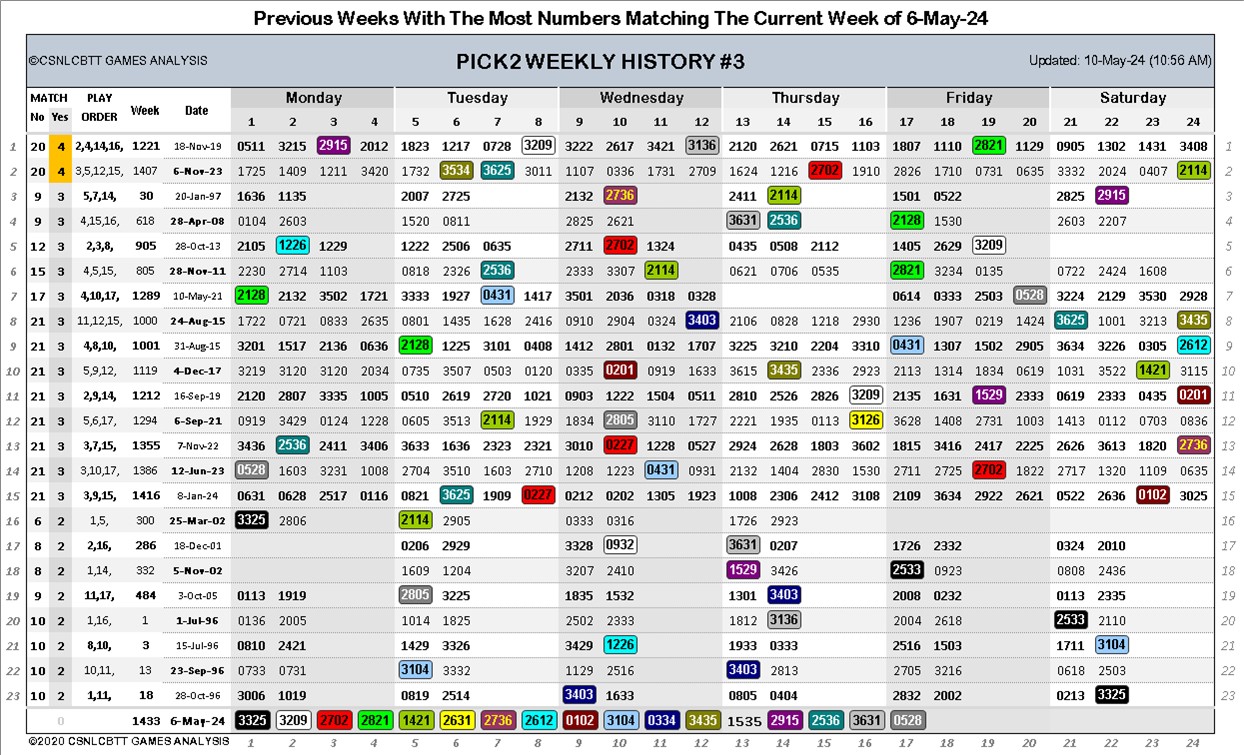 Previous Weeks With The Most Numbers Matching The Current Week of 6-May-24
©CSNLCBTT GAMES ANALYSIS PICK2 WEEKLY HISTORY #3 Updated: 10-May-24 (10:56 AM)
MATCH PLAY Week Date Monday Tuesday Wednesday Thursday Friday Saturday
No Yes ORDER 1 2 3 4 5 6 7 8 9 10 11 12 13 14 15 16 17 18 19 20 21 22 23 24
1 20 4 2,4,14,16, 1221 18-Nov-19 0511 3215 2915 2012 1823 1217 0728 3209 3222 2617 3421 3136 2120 2621 0715 1103 1807 1110 2821 1129 0905 1302 1431 3408 1
2 20 4 3,5,12,15, 1407 6-Nov-23 1725 1409 1211 3420 1732 3534 3625 3011 1107 0336 1731 2709 1624 1216 2702 1910 2826 1710 0731 0635 3332 2024 0407 2114 2
3 9 3 5,7,14, 30 20-Jan-97 1636 1135 2007 2725 2132 2736 2411 2114 1501 0522 2825 2915 3
4 9 3 4,15,16, 618 28-Apr-08 0104 2603 1520 0811 2825 2621 3631 2536 2128 1530 2603 2207 4
5 12 3 2,3,8, 905 28-Oct-13 2105 1226 1229 1222 2506 0635 2711 2702 1324 0435 0508 2112 1405 2629 3209 5
6 15 3 4,5,15, 805 28-Nov-11 2230 2714 1103 0818 2326 2536 2333 3307 2114 0621 0706 0535 2821 3234 0135 0722 2424 1608 6
7 17 3 4,10,17, 1289 10-May-21 2128 2132 3502 1721 3333 1927 0431 1417 3501 2036 0318 0328 0614 0333 2503 0528 3224 2129 3530 2928 7
8 21 3 11,12,15, 1000 24-Aug-15 1722 0721 0833 2635 0801 1435 1628 2416 0910 2904 0324 3403 2106 0828 1218 2930 1236 1907 0219 1424 3625 1001 3213 3435 8
9 21 3 4,8,10, 1001 31-Aug-15 3201 1517 2136 0636 2128 1225 1101 0408 1412 2801 0132 1707 3225 3210 2204 3310 0431 1307 1502 2905 3634 3226 0305 2612 9
10 21 3 5,9,12, 1119 4-Dec-17 3219 3120 3120 2034 0735 3507 0503 0120 0335 0201 0919 1633 3615 3435 2336 2923 2113 1314 1834 0619 1031 3522 1421 3115 10
11 21 3 2,9,14, 1212 16-Sep-19 2120 2807 3335 1005 0510 2619 2720 1021 0903 1222 1504 0511 2810 2526 2826 3209 2135 1631 1529 2333 0619 2333 0435 0201 11
12 21 3 5,6,17, 1294 6-Sep-21 0919 3429 0124 1228 0605 3513 2114 1929 1834 2805 3110 1727 2221 1935 0113 3126 3628 1408 2731 1003 1413 0112 0703 0836 12
13 21 3 3,7,15, 1355 7-Nov-22 3436 2536 2411 3406 3633 1636 2323 2321 3010 0227 1228 0527 2924 2628 1803 3602 1815 3416 2417 2225 2626 3613 1820 2736 13
14 21 3 3,10,17, 1386 12-Jun-23 0528 1603 3231 1008 2704 3510 1603 2710 1208 1223 0431 0931 2132 1404 2830 1530 2711 2725 2702 1822 2717 1320 1109 0635 14
15 21 3 3,9,15, 1416 8-Jan-24 0631 0628 2517 0116 0821 3625 1909 0227 0212 0202 1305 1923 1008 2306 2412 3108 2109 3634 2922 2621 0522 2636 0102 3025 15
16 6 2 1,5, 300 25-Mar-02 3325 2806 2114 2905 0333 0316 1726 2923 16
17 8 2 2,16, 286 18-Dec-01 0206 2929 3328 0932 3631 0207 1726 2332 0324 2010 17
18 8 2 1,14, 332 5-Nov-02 1609 1204 3207 2410 1529 3426 2533 0923 0808 2436 18
19 9 2 11,17, 484 3-Oct-05 0113 1919 2805 3225 1835 1532 1301 3403 2008 0232 0113 2335 19
20 10 2 1,16, 1 1-Jul-96 0136 2005 1014 1825 2502 2333 1812 3136 2004 2618 2533 2110 20
21 10 2 8,10, 3 15-Jul-96 0810 2421 1429 3326 3429 1226 1933 0333 2516 1503 1711 3104 21
22 10 2 10,11, 13 23-Sep-96 0733 0731 3104 3332 1129 2516 3403 2813 2705 3216 0618 2503 22
23 10 2 1,11, 18 28-Oct-96 3006 1019 0819 2514 3403 1633 0805 0404 2832 2002 0213 3325 23
0 1433 6-May-24 3325 3209 2702 2821 1421 2631 2736 2612 0102 3104 0334 3435 1535 2915 2536 3631 0528
©2020 CSNLCBTT GAMES ANALYSIS 1 2 3 4 5 6 7 8 9 10 11 12 13 14 15 16 17 18 19 20 21 22 23 24